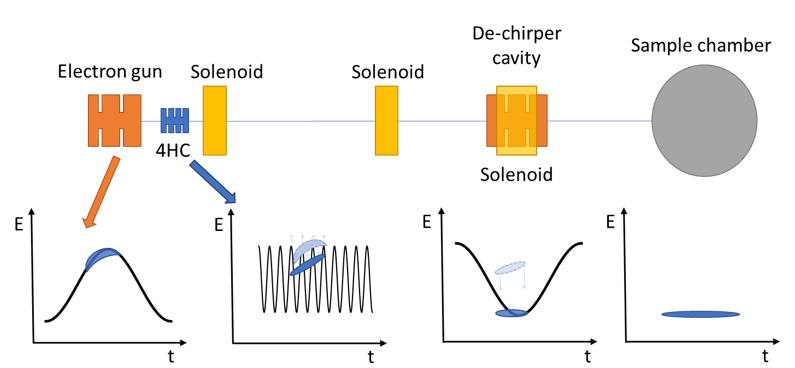 De-chirper
cavity
Sample chamber
Electron gun
Solenoid
Solenoid
4HC
Solenoid
E
t
E
t
E
t
E
t